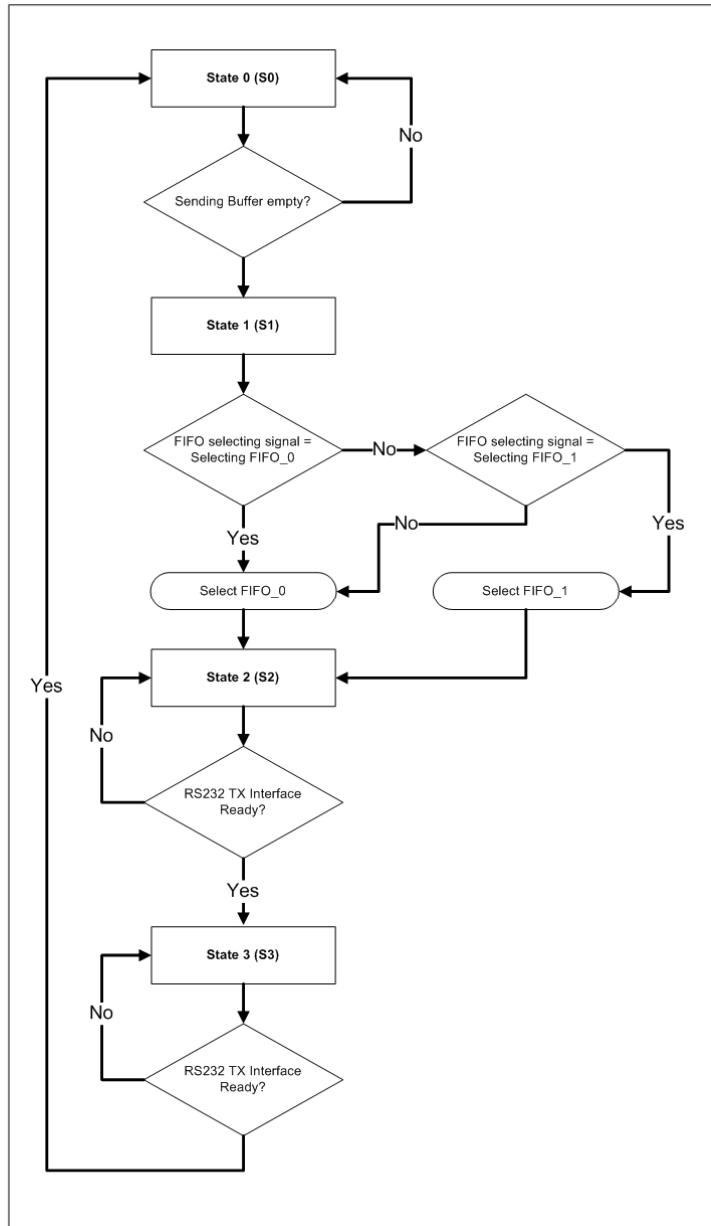 State 0 (S0)
No
Sending Buffer empty?
State 1 (S1)
FIFO selecting signal =
Selecting FIFO_0
No
FIFO selecting signal =
Selecting FIFO_1
Yes
No
Yes
Select FIFO_0
Select FIFO_1
State 2 (S2)
Yes
No
RS232 TX Interface
Ready?
Yes
State 3 (S3)
No
RS232 TX Interface
Ready?